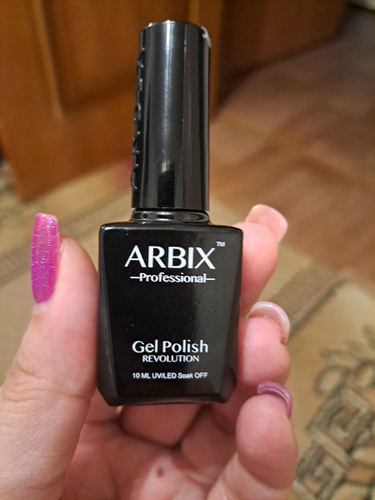 ARBIX™
Professional
Gel Polish
REVOLUTION
10 ML UV/LED Soak OFF